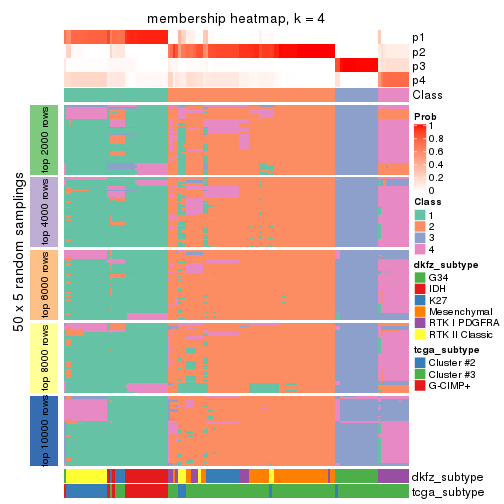 membership heatmap, k = 4
p1
p2
p3
p4
Class
50 x 5 random samplings
top 2000 rows
top 4000 rows
top 6000 rows
top 8000 rows
top 10000 rows
dkfz_subtype
tcga_subtype
Prob
1
0.8
0.6
0.4
0.2
0
Class
1
2
3
4
dkfz_subtype
G34
IDH
K27
Mesenchymal
RTK I PDGFRA
RTK II Classic
tcga_subtype
Cluster #2
Cluster #3
G-CIMP+